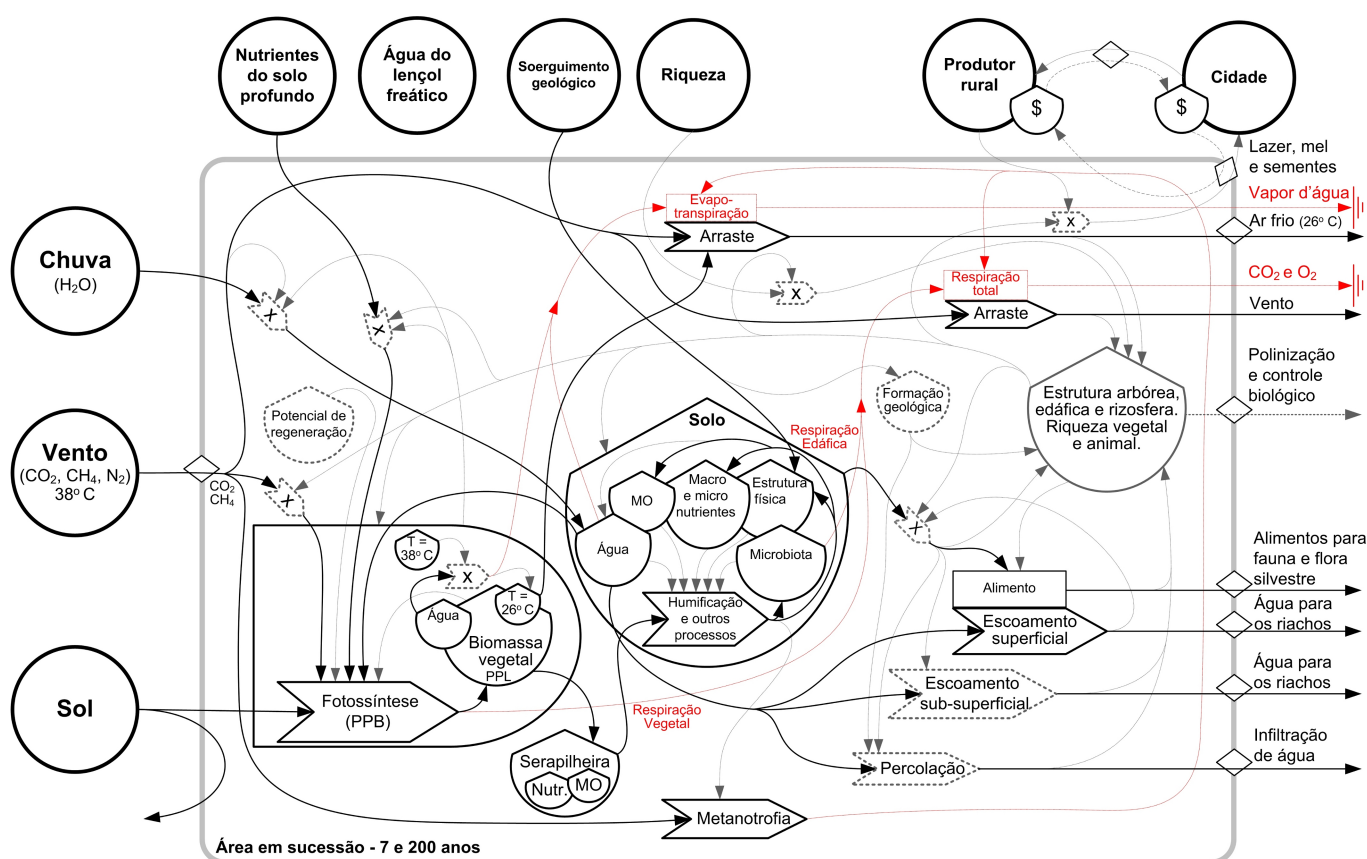 Nutrientes
do solo
profundo
Água do
lençol
freático
Soerguimento
geológico
Riqueza
Produtor
rural
$
$
Cidade
Lazer, mel
e sementes
Vapor d'água
Ar frio (26º C)
CO₂ e O₂
Vento
Polinização
e controle
biológico
Alimentos para
fauna e flora
silvestre
Água para
os riachos
Água para
os riachos
Infiltração
de água
Chuva
(H₂O)
Vento
(CO₂, CH₄, N₂)
38º C
Sol
CO₂
CH₄
X
X
X
Potencial de
regeneração
Evapo-
transpiração
Arraste
X
X
Respiração
total
Arraste
Formação
geológica
Estrutura arbórea,
edáfica e rizosfera.
Riqueza vegetal
e animal.
Solo
Respiração
Edáfica
MO
Macro
e micro
nutrientes
Estrutura
física
Água
Microbiota
Humificação
e outros
processos
X
T =
38º C
X
T =
26º C
Água
Biomassa
vegetal
PPL
Fotossíntese
(PPB)
Respiração
Vegetal
Serapilheira
Nutr.
MO
Alimento
Escoamento
superficial
Escoamento
sub-superficial
Percolação
Metanotrofia
Área em sucessão - 7 e 200 anos